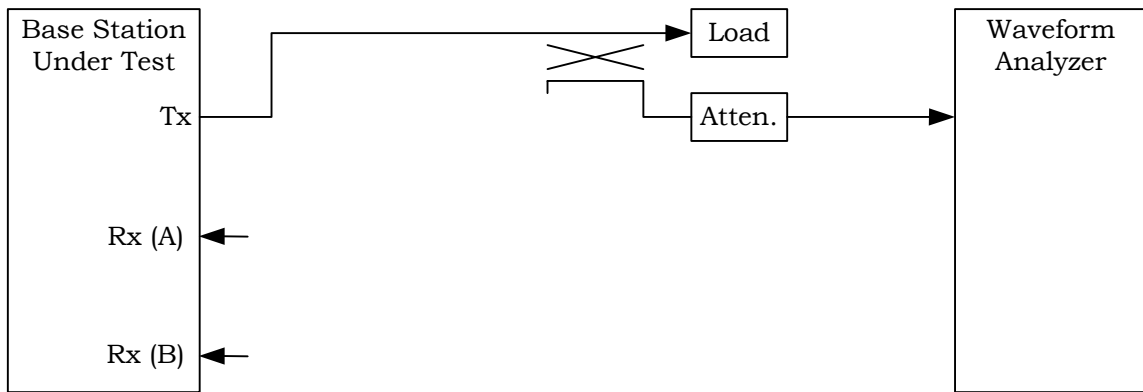 Base Station
Under Test
Tx
Rx (A)
Rx (B)
Load
Atten.
Waveform
Analyzer